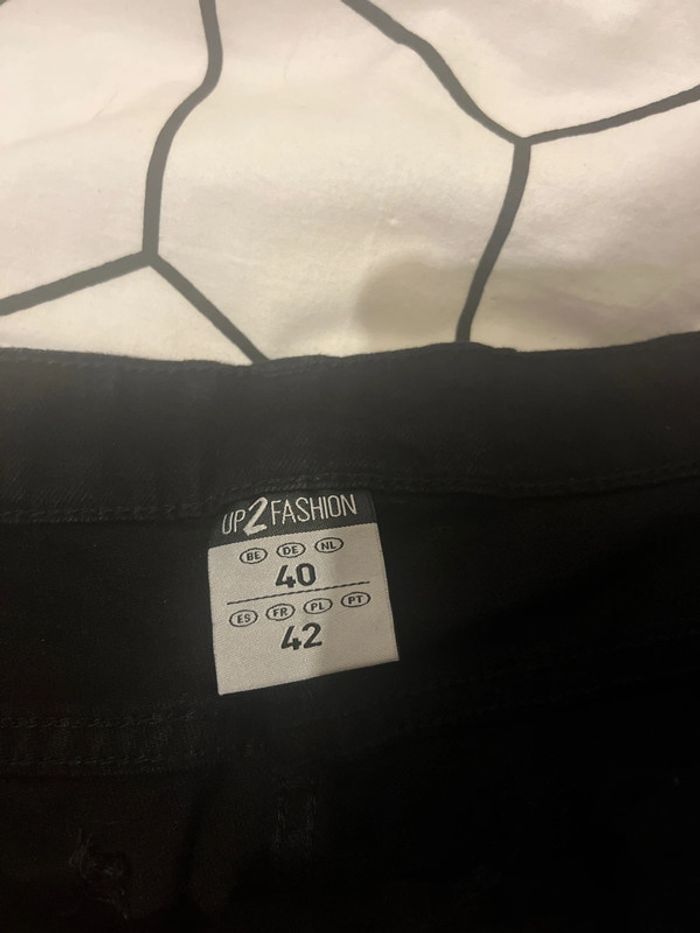 UP2FASHION
BE DE NL
40
ES FR PL PT
42